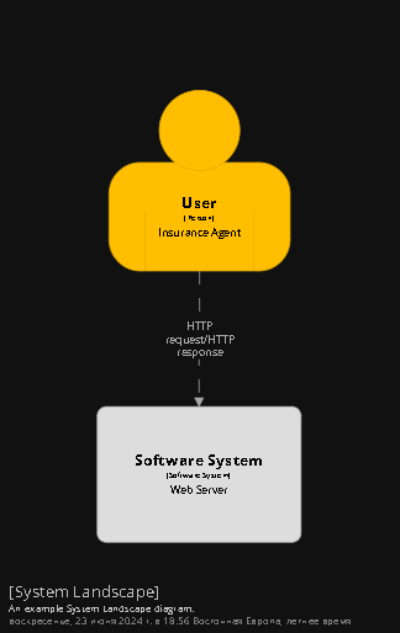 User
[Person]
Insurance Agent
HTTP
request/HTTP
response
Software System
[Software System]
Web Server
[System Landscape]
An example System Landscape diagram.
воскресенье, 23 июня 2024 г. в 18:56 Восточная Европа, летнее время